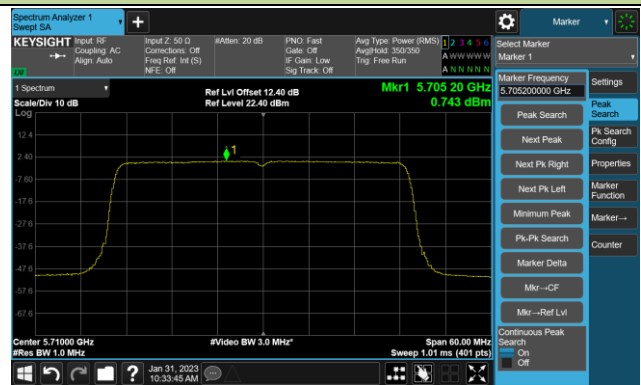 Spectrum Analyzer 1
Swept SA
+
Marker
KEYSIGHT
Input: RF
Coupling: AC
Align: Auto
Input Z: 50 Ω
Corrections: Off
Freq Ref: Int (S)
NFE: Off
#Atten: 20 dB
PNO: Fast
Gate: Off
IF Gain: Low
Sig Track: Off
Avg Type: Power (RMS)
Avg|Hold: 350/350
Trig: Free Run
1 2 3 4 5 6
A W W W W W
A N N N N N
Select Marker
Marker 1
1 Spectrum
Scale/Div 10 dB
Log
Ref Lvl Offset 12.40 dB
Ref Level 22.40 dBm
Mkr1 5.705 20 GHz
0.743 dBm
12.4
2.40
-7.60
-17.6
-27.6
-37.6
-47.6
-57.6
-67.6
1
Center 5.71000 GHz
#Res BW 1.0 MHz
#Video BW 3.0 MHz*
Span 60.00 MHz
Sweep 1.01 ms (401 pts)
Marker Frequency
5.705200000 GHz
Peak Search
Next Peak
Next Pk Right
Next Pk Left
Minimum Peak
Pk-Pk Search
Marker Delta
Mkr→CF
Mkr→Ref Lvl
Continuous Peak
Search
On
Off
Settings
Peak
Search
Pk Search
Config
Properties
Marker
Function
Marker→
Counter
?
Jan 31, 2023
10:33:45 AM